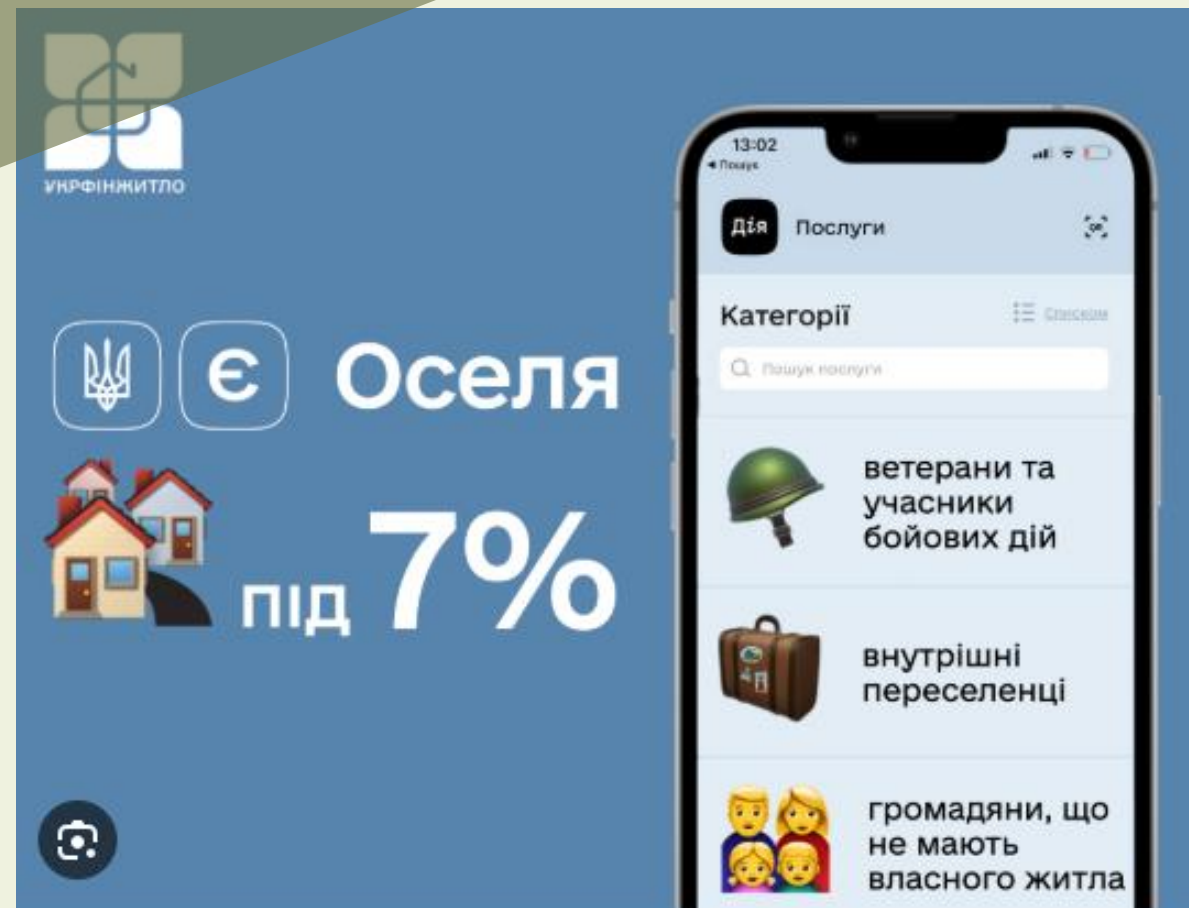 УКРФІНЖИТЛО
Є Оселя
під 7%
13:02
◀ Пошук
Дія Послуги
Категорії
Списком
Пошук послуги
ветерани та
учасники
бойових дій
внутрішні
переселенці
громадяни, що
не мають
власного житла